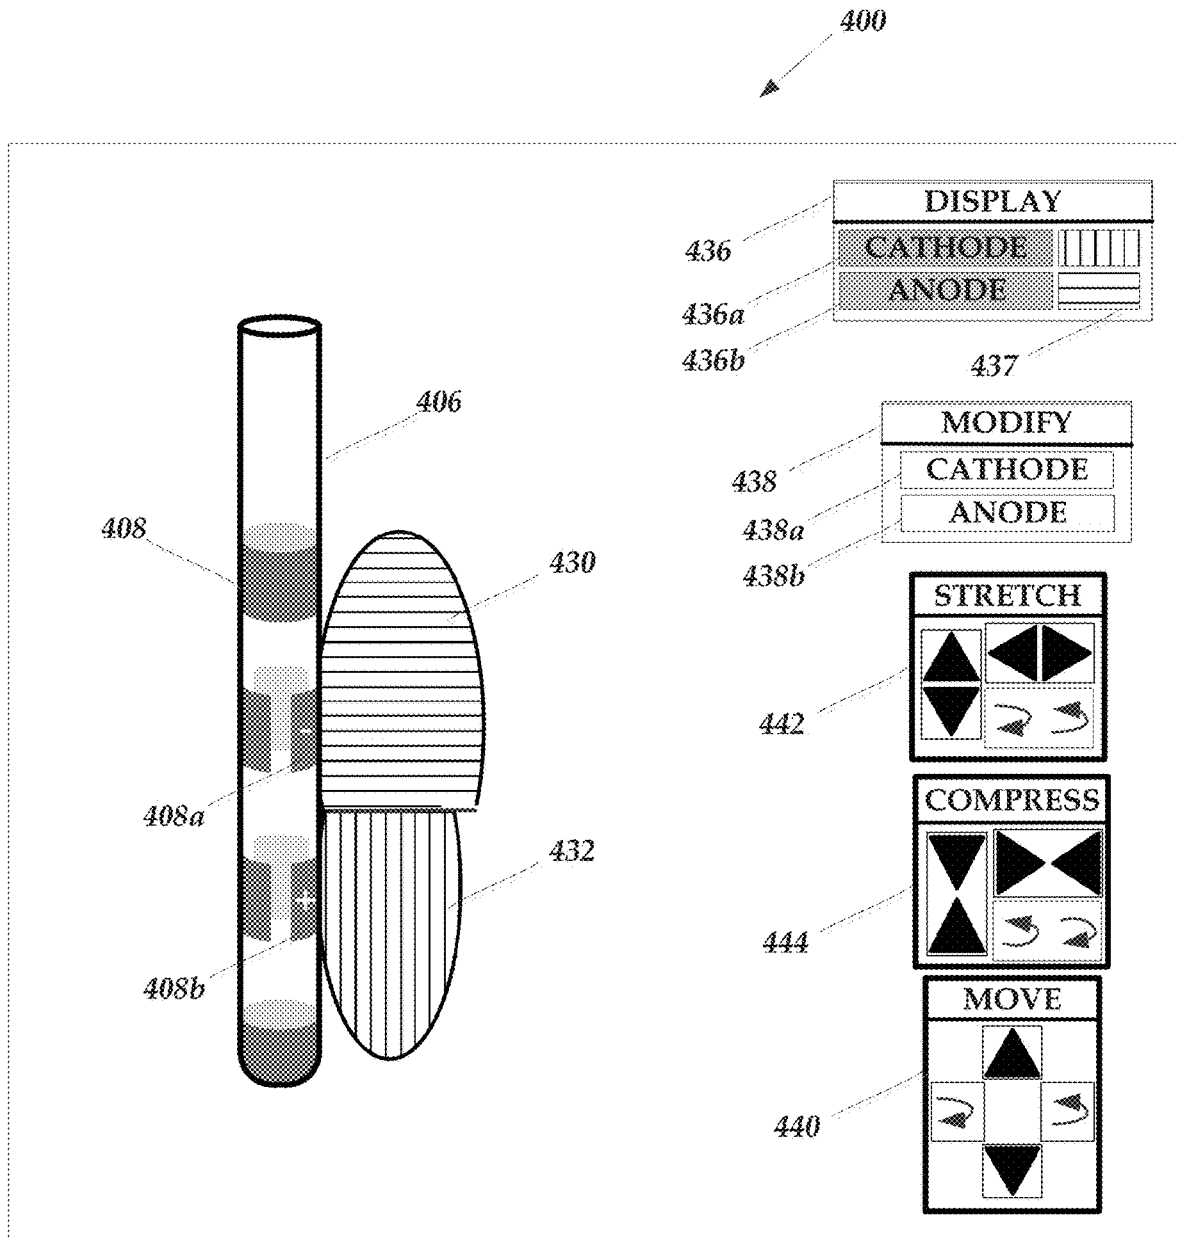 400
DISPLAY
436
CATHODE
436a
ANODE
436b
437
406
MODIFY
438
CATHODE
408
438a
ANODE
430
438b
STRETCH
442
-
408a
COMPRESS
432
+
444
408b
MOVE
440